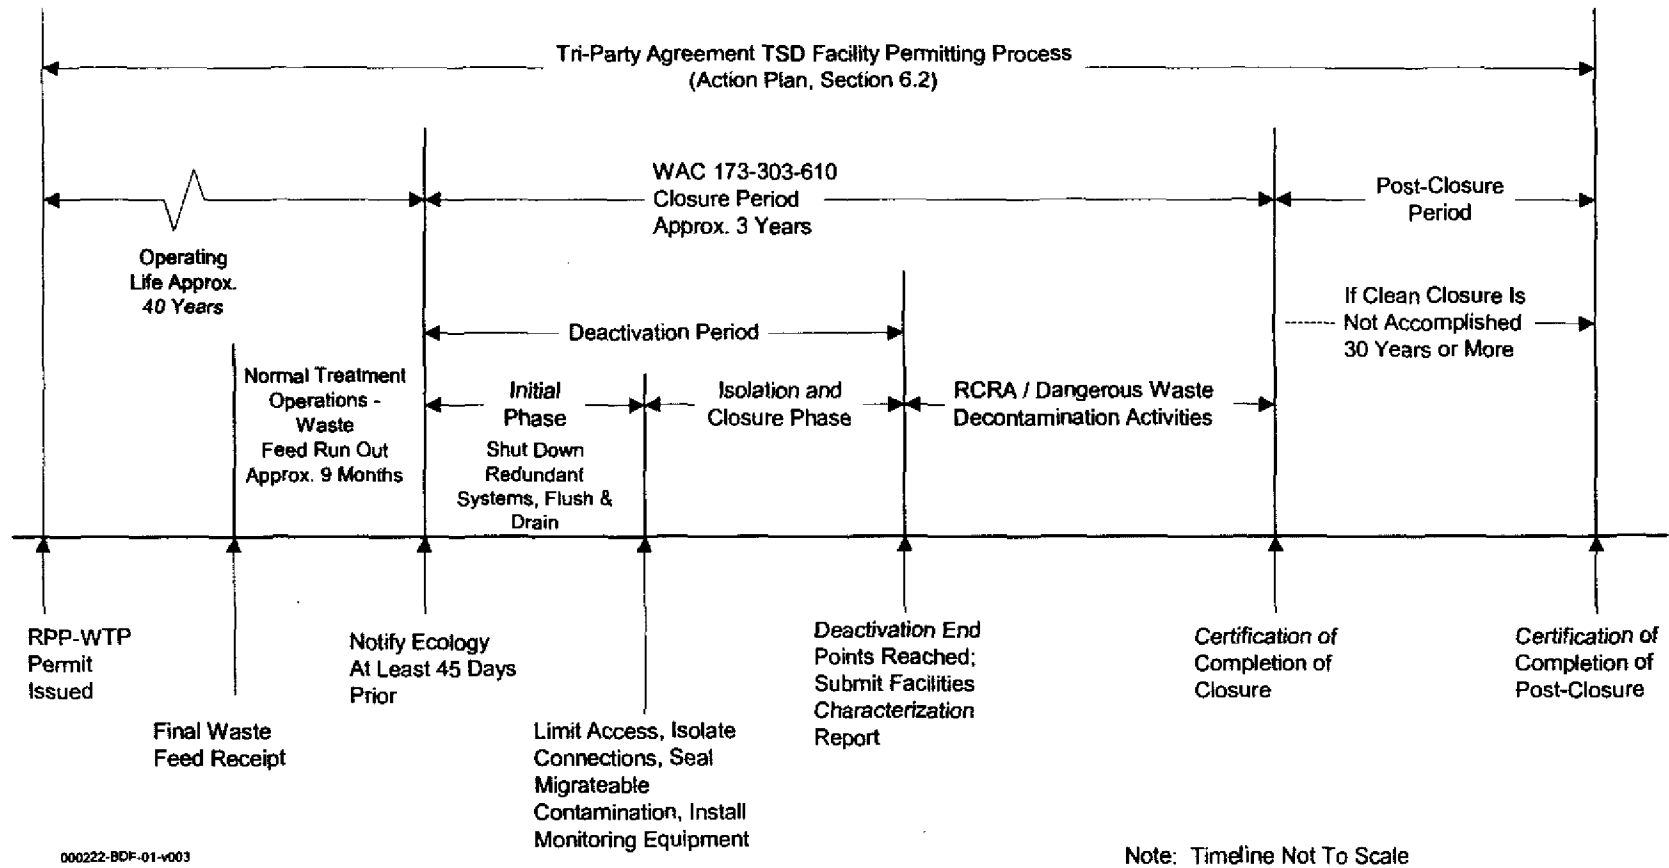 Tri-Party Agreement TSD Facility Permitting Process
(Action Plan, Section 6.2)
WAC 173-303-610
Closure Period
Approx. 3 Years
Post-Closure
Period
Operating
Life Approx.
40 Years
If Clean Closure Is
Not Accomplished
30 Years or More
Deactivation Period
Normal Treatment
Operations -
Waste
Feed Run Out
Approx. 9 Months
Initial
Phase
Shut Down
Redundant
Systems, Flush &
Drain
Isolation and
Closure Phase
RCRA / Dangerous Waste
Decontamination Activities
RPP-WTP
Permit
Issued
Final Waste
Feed Receipt
Notify Ecology
At Least 45 Days
Prior
Limit Access, Isolate
Connections, Seal
Migrateable
Contamination, Install
Monitoring Equipment
Deactivation End
Points Reached;
Submit Facilities
Characterization
Report
Certification of
Completion of
Closure
Certification of
Completion of
Post-Closure
000222-BDF-01-v003
Note: Timeline Not To Scale